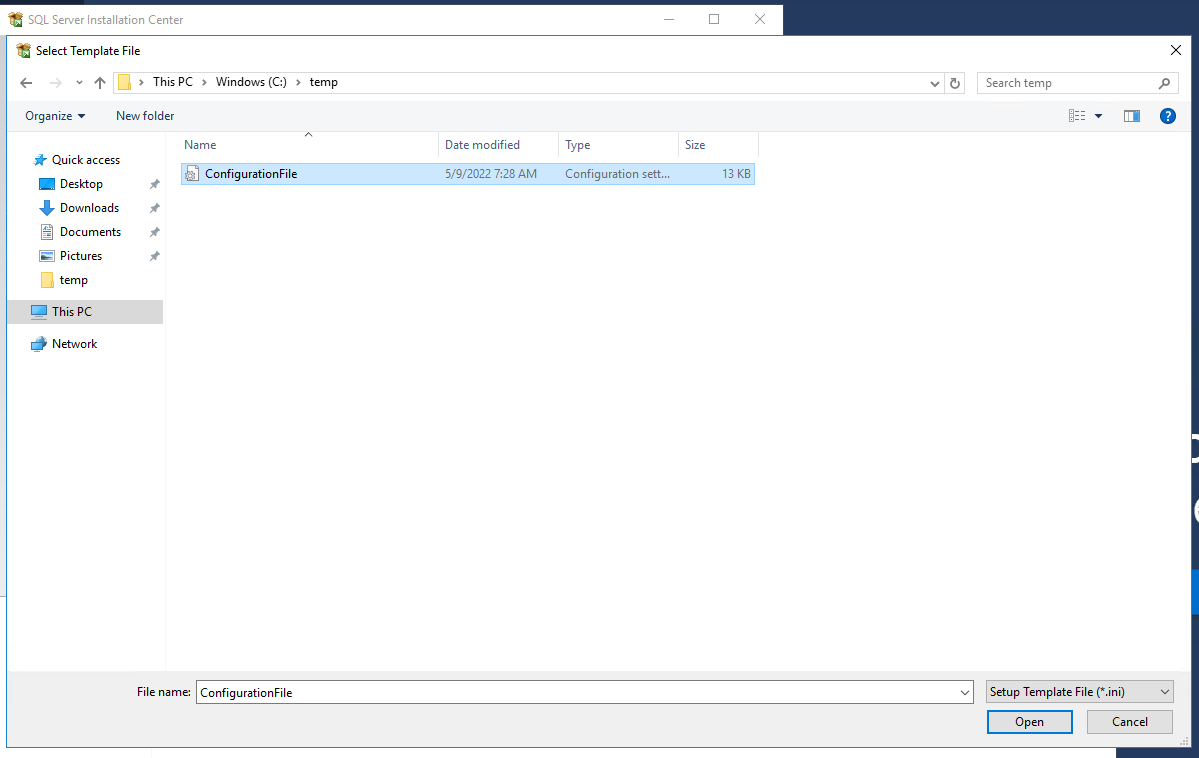 SQL Server Installation Center
Select Template File
This PC
Windows (C:)
temp
Search temp
Organize
New folder
?
Name
Date modified
Type
Size
Quick access
Desktop
Downloads
Documents
Pictures
temp
This PC
Network
ConfigurationFile
5/9/2022 7:28 AM
Configuration sett...
13 KB
File name:
ConfigurationFile
Setup Template File (*.ini)
Open
Cancel